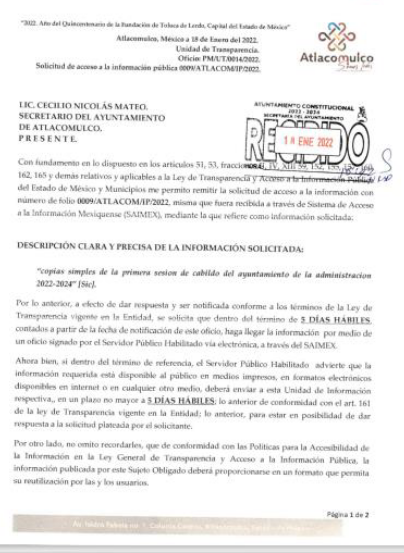 "2022. Año del Quincentenario de la Fundación de Toluca de Lerdo, Capital del Estado de México"
Atlacomulco, México a 18 de Enero del 2022.
Unidad de Transparencia.
Oficio: PM/UT/0014/2022.
Solicitud de acceso a la información pública 0009/ATLACOM/IP/2022.
Atlacomulco
LIC. CECILIO NICOLÁS MATEO.
SECRETARIO DEL AYUNTAMIENTO
DE ATLACOMULCO.
P R E S E N T E.
AYUNTAMIENTO CONSTITUCIONAL
2022 - 2024
SECRETARÍA DEL AYUNTAMIENTO
RECIBIDO
18 ENE 2022
Con fundamento en lo dispuesto en los artículos 51, 53,
162, 165 y demás relativos y aplicables a la Ley de Transparencia y Acceso a la Información Pública
del Estado de México y Municipios me permito remitir la solicitud de acceso a la información con
número de folio 0009/ATLACOM/IP/2022, misma que fuera recibida a través de Sistema de Acceso
a la Información Mexiquense (SAIMEX), mediante la que refiere como información solicitada:
DESCRIPCIÓN CLARA Y PRECISA DE LA INFORMACIÓN SOLICITADA:
"copias simples de la primera sesion de cabildo del ayuntamiento de la administracion
2022-2024" [Sic].
Por lo anterior, a efecto de dar respuesta y ser notificada conforme a los términos de la Ley de
Transparencia vigente en la Entidad, se solicita que dentro del término de 5 DÍAS HÁBILES,
contados a partir de la fecha de notificación de este oficio, haga llegar la información por medio de
un oficio signado por el Servidor Público Habilitado vía electrónica, a través del SAIMEX.
Ahora bien, si dentro del término de referencia, el Servidor Público Habilitado advierte que la
información requerida está disponible al público en medios impresos, en formatos electrónicos
disponibles en internet o en cualquier otro medio, deberá enviar a esta Unidad de Información
respectiva,, en un plazo no mayor a 5 DÍAS HÁBILES; lo anterior de conformidad con el art. 161
de la ley de Transparencia vigente en la Entidad; lo anterior, para estar en posibilidad de dar
respuesta a la solicitud plateada por el solicitante.
Por otro lado, no omito recordarles, que de conformidad con las Políticas para la Accesibilidad de
la Información en la Ley General de Transparencia y Acceso a la Información Pública, la
información publicada por este Sujeto Obligado deberá proporcionarse en un formato que permita
su reutilización por las y los usuarios.
Página 1 de 2